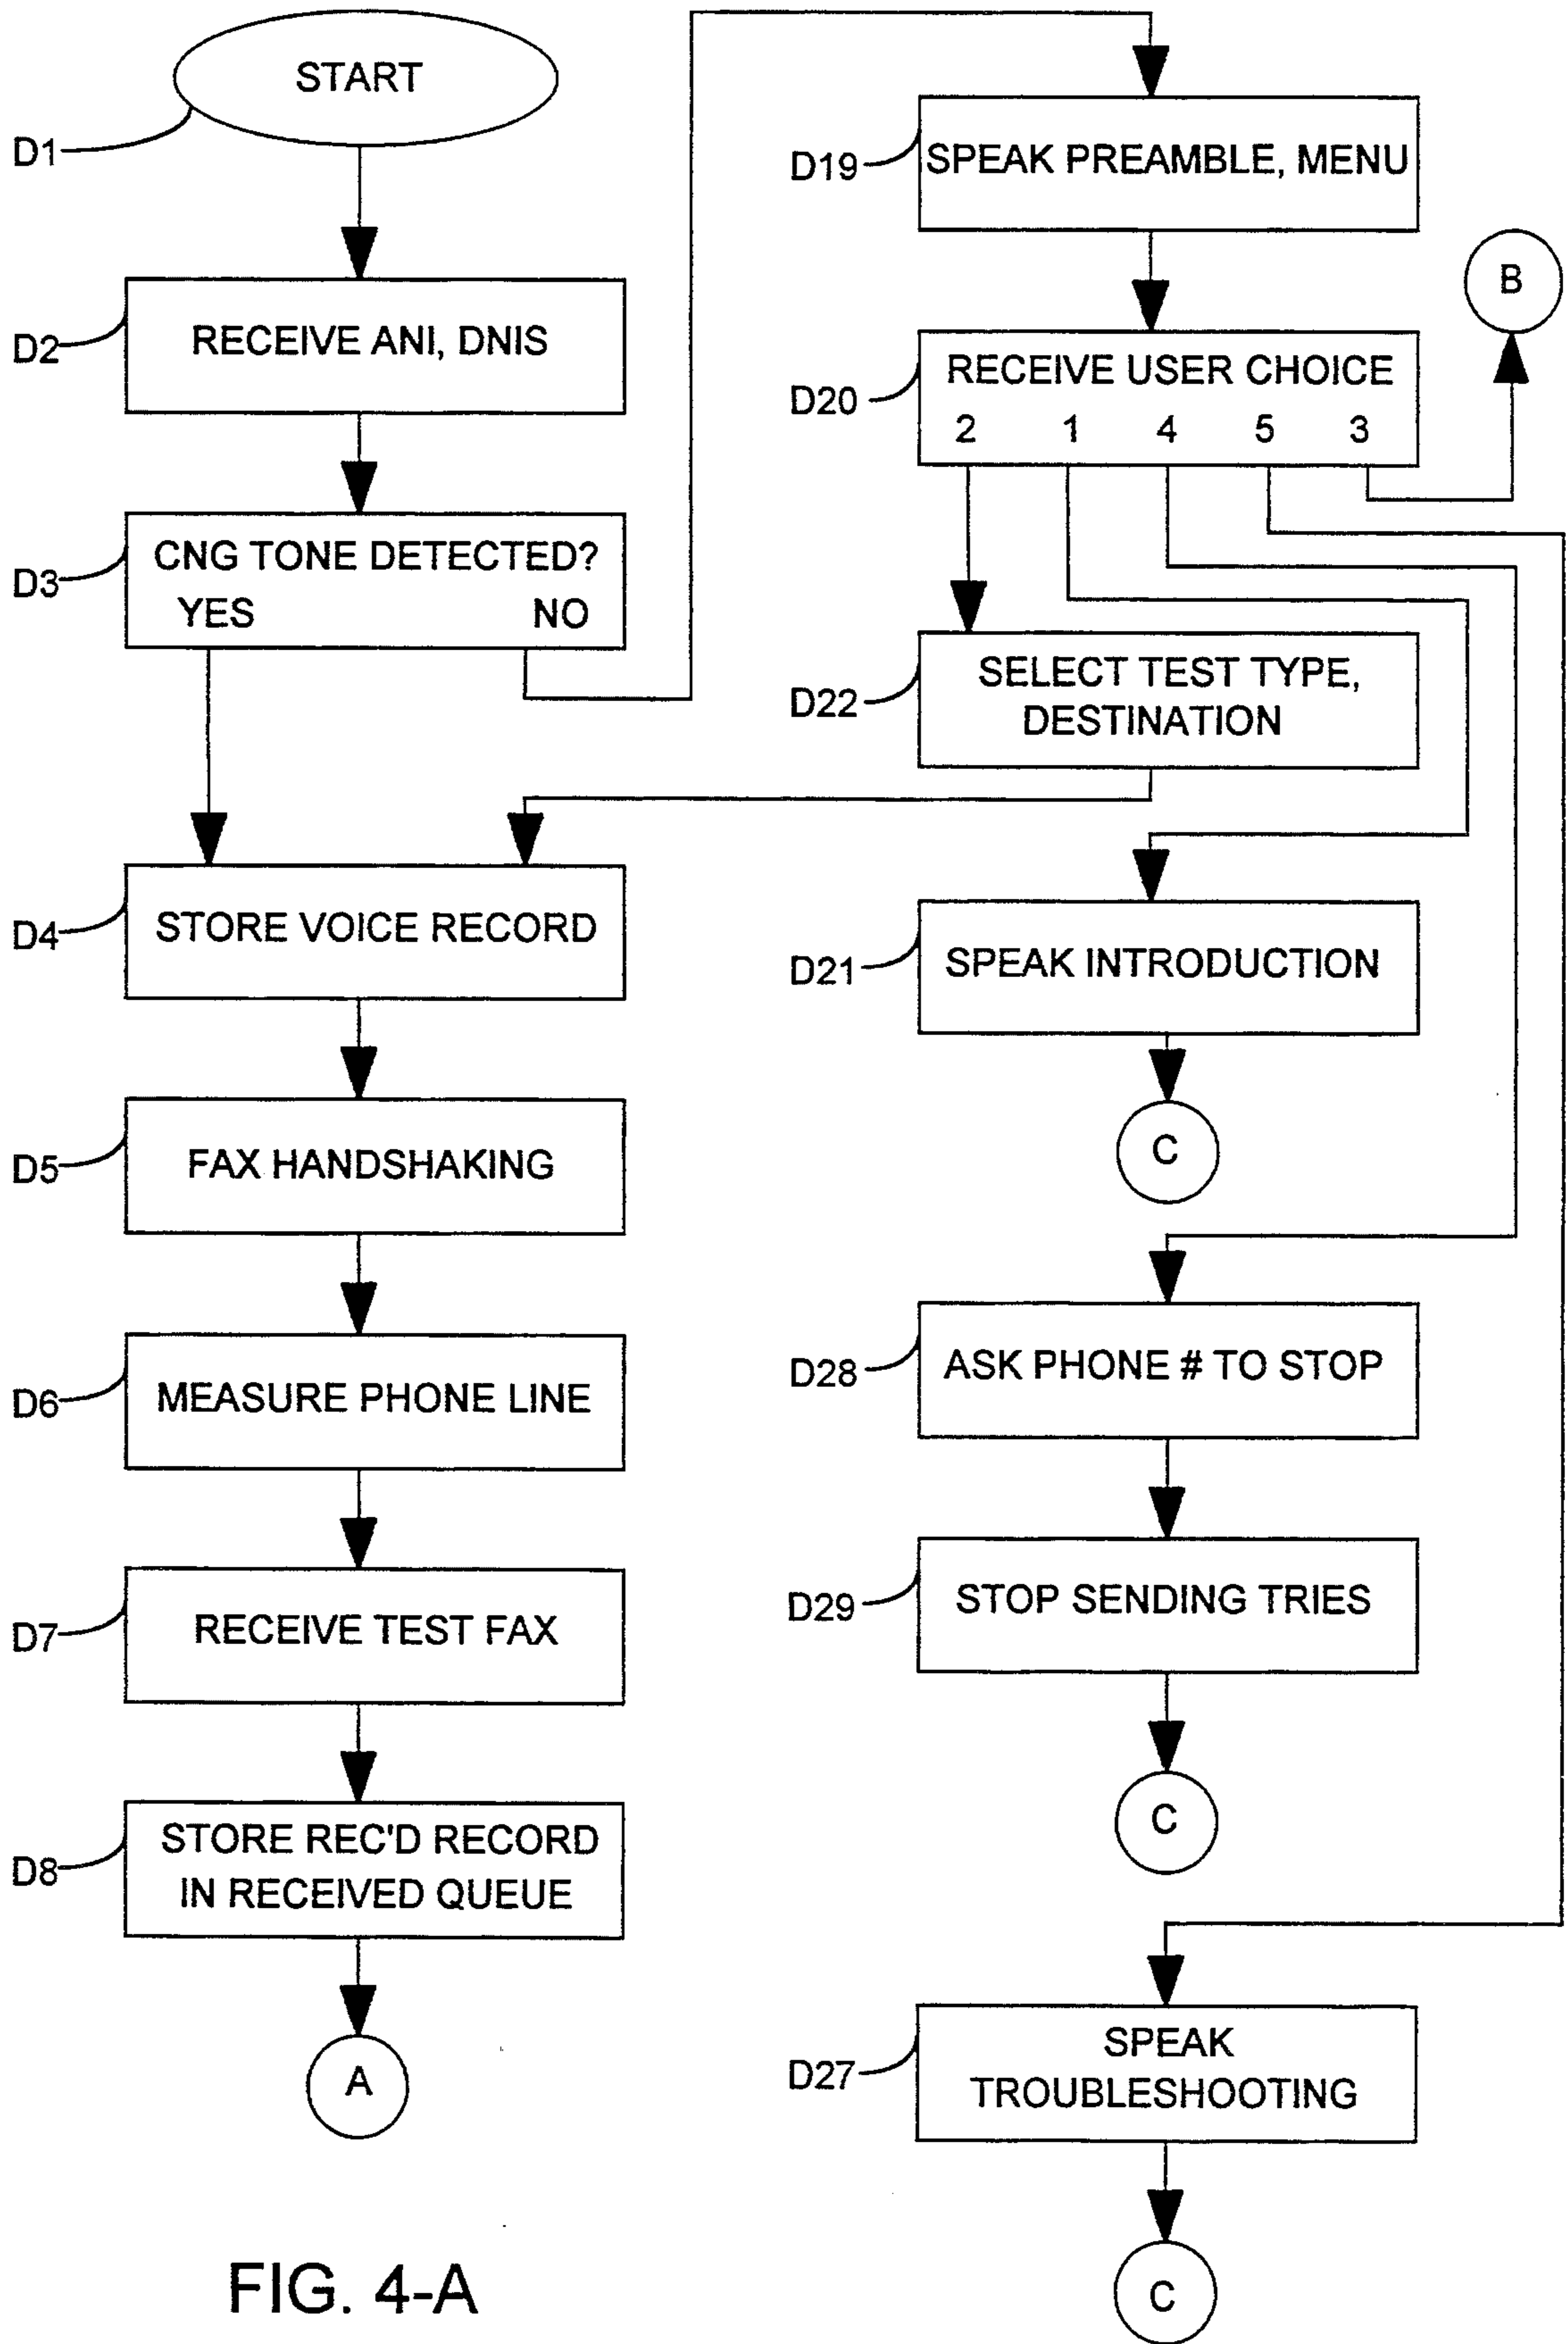 START
D1
D2
RECEIVE ANI, DNIS
D3
CNG TONE DETECTED?
YES NO
D4
STORE VOICE RECORD
D5
FAX HANDSHAKING
D6
MEASURE PHONE LINE
D7
RECEIVE TEST FAX
D8
STORE REC'D RECORD
IN RECEIVED QUEUE
A
D19
SPEAK PREAMBLE, MENU
B
D20
RECEIVE USER CHOICE
2 1 4 5 3
D22
SELECT TEST TYPE,
DESTINATION
D21
SPEAK INTRODUCTION
C
D28
ASK PHONE # TO STOP
D29
STOP SENDING TRIES
C
D27
SPEAK
TROUBLESHOOTING
C
FIG. 4-A